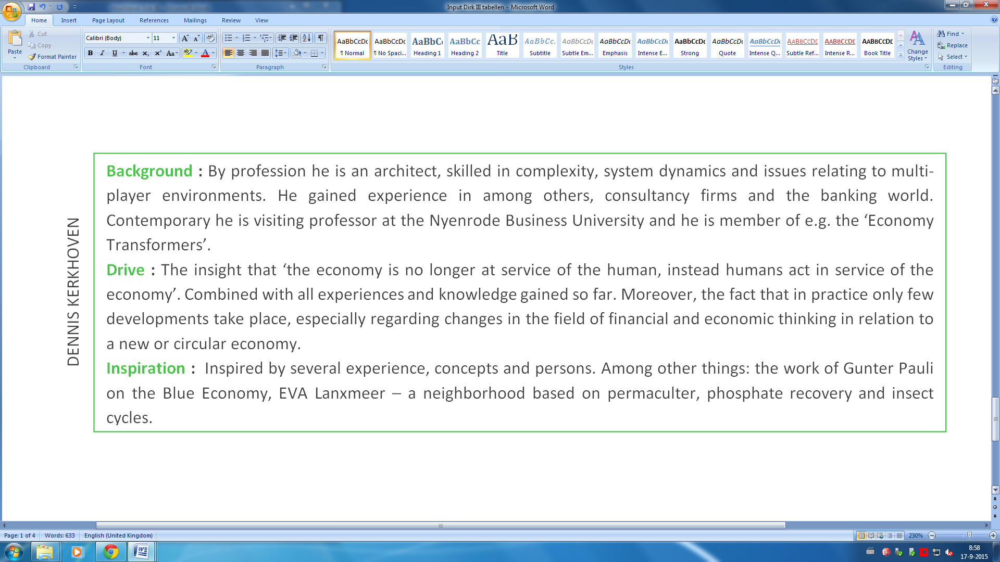 Input Dirk III tabellen - Microsoft Word
Home Insert Page Layout References Mailings Review View
Paste
Cut
Copy
Format Painter
Clipboard
Calibri (Body) 11
Font
Paragraph
AaBbCcDc AaBbCcDc AaBbC AaBbCc AaB AaBbCc. AaBbCcDc AaBbCcDc AaBbCcDc AaBbCcDc AaBbCcDc AaBbCcDc AABBCCDE AABBCCDE AABBCCDE
¶ Normal ¶ No Spaci... Heading 1 Heading 2 Title Subtitle Subtle Em... Emphasis Intense E... Strong Quote Intense Q... Subtle Ref... Intense R... Book Title
Change
Styles
Styles
Find
Replace
Select
Editing
DENNIS KERKHOVEN
Background : By profession he is an architect, skilled in complexity, system dynamics and issues relating to multi-
player environments. He gained experience in among others, consultancy firms and the banking world.
Contemporary he is visiting professor at the Nyenrode Business University and he is member of e.g. the ‘Economy
Transformers’.
Drive : The insight that ‘the economy is no longer at service of the human, instead humans act in service of the
economy’. Combined with all experiences and knowledge gained so far. Moreover, the fact that in practice only few
developments take place, especially regarding changes in the field of financial and economic thinking in relation to
a new or circular economy.
Inspiration : Inspired by several experience, concepts and persons. Among other things: the work of Gunter Pauli
on the Blue Economy, EVA Lanxmeer – a neighborhood based on permaculter, phosphate recovery and insect
cycles.
Page: 1 of 4 Words: 633 English (United Kingdom) 230%
8:58
17-9-2015